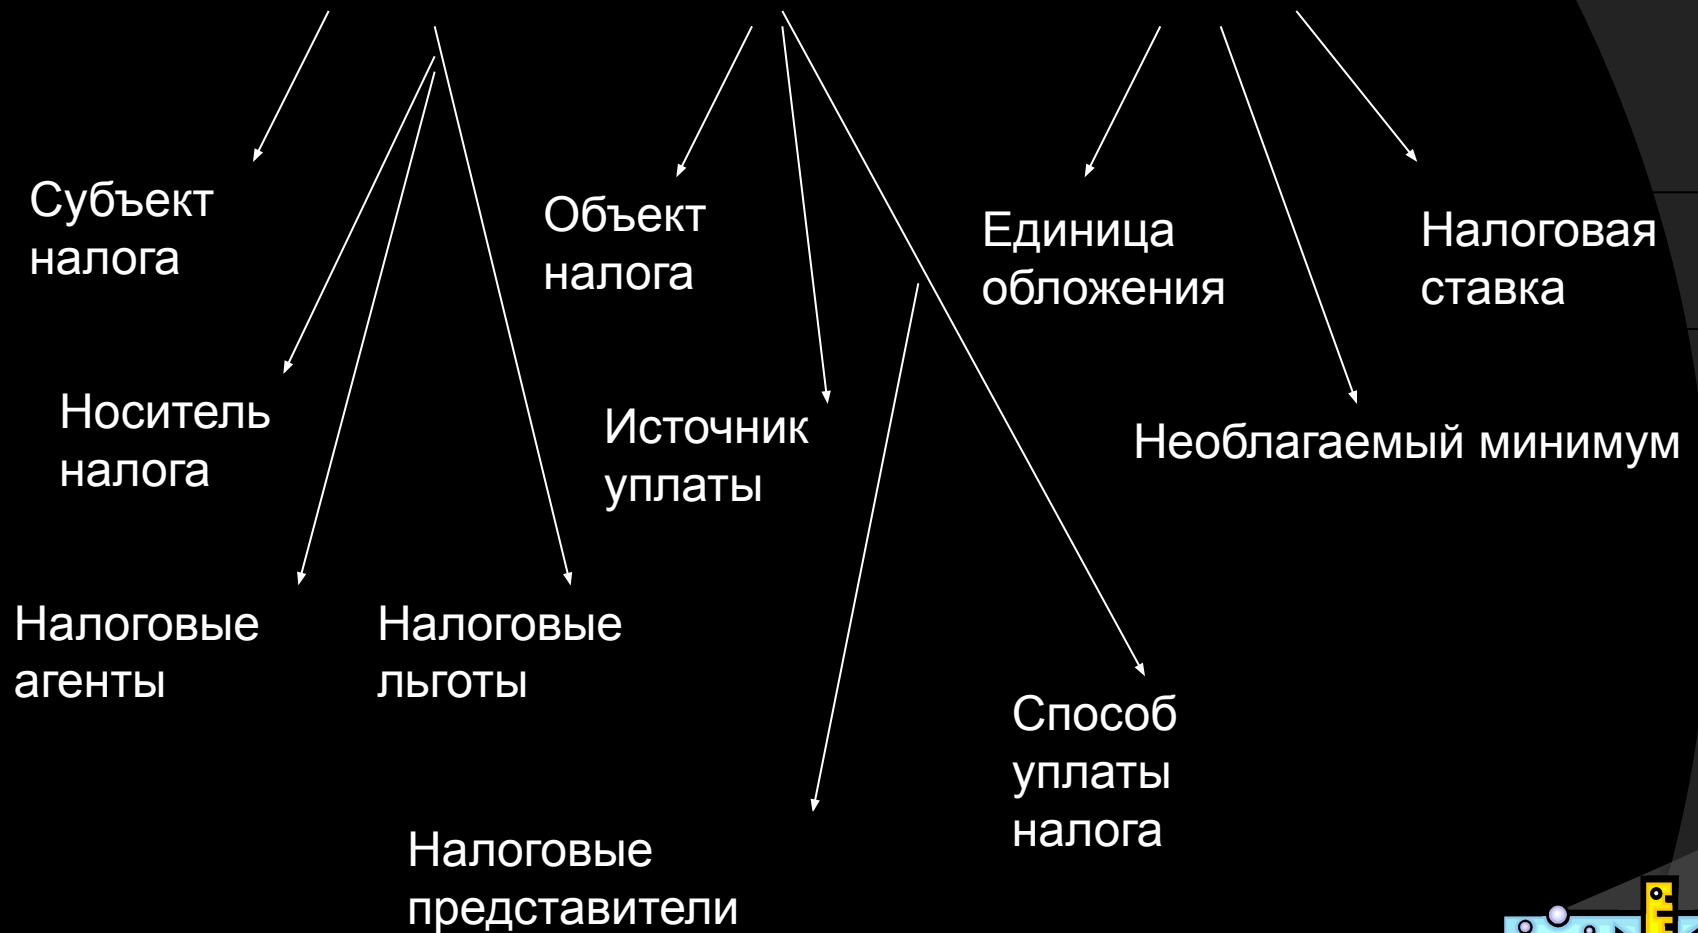 Субъект
налога
Объект
налога
Единица
обложения
Налоговая
ставка
Носитель
налога
Источник
уплаты
Необлагаемый минимум
Налоговые
агенты
Налоговые
льготы
Способ
уплаты
налога
Налоговые
представители